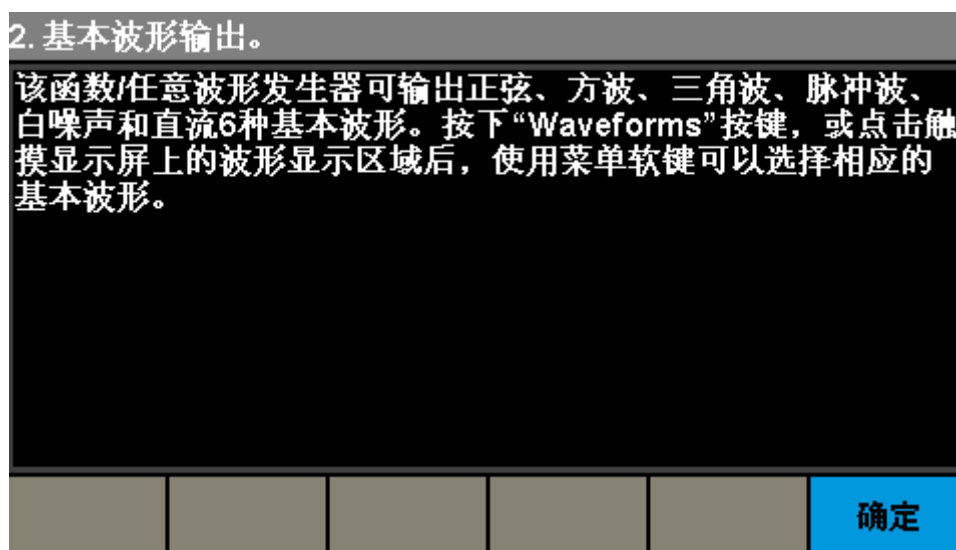 2. 基本波形输出。
该函数/任意波形发生器可输出正弦、方波、三角波、脉冲波、
白噪声和直流6种基本波形。按下“Waveforms”按键，或点击触
摸显示屏上的波形显示区域后，使用菜单软键可以选择相应的
基本波形。
确定